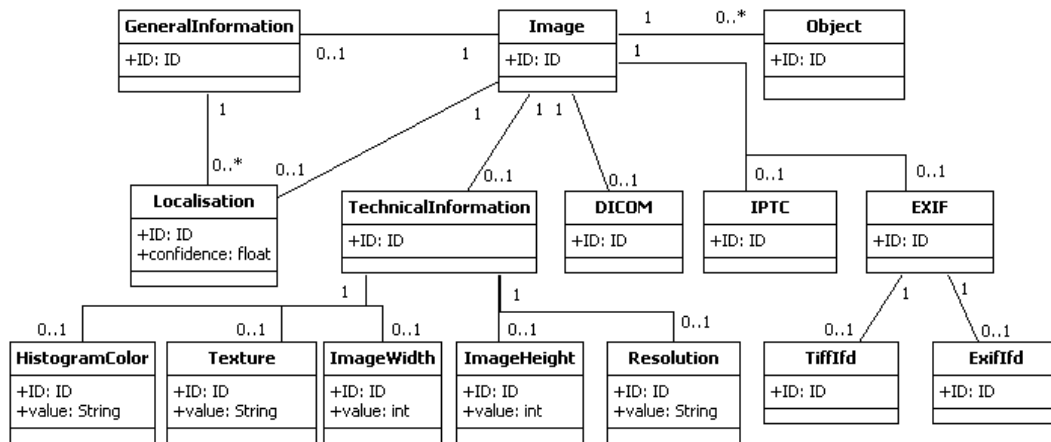 GeneralInformation
+ID: ID
Image
+ID: ID
Object
+ID: ID
0..1
1
1
0..*
1
1
0..*
1
0..1
1
1
0..1
0..1
0..1
0..1
Localisation
+ID: ID
+confidence: float
TechnicalInformation
+ID: ID
DICOM
+ID: ID
IPTC
+ID: ID
EXIF
+ID: ID
1
1
1
1
0..1
0..1
0..1
0..1
0..1
0..1
0..1
HistogramColor
+ID: ID
+value: String
Texture
+ID: ID
+value: String
ImageWidth
+ID: ID
+value: int
ImageHeight
+ID: ID
+value: int
Resolution
+ID: ID
+value: String
TiffIfd
+ID: ID
ExifIfd
+ID: ID